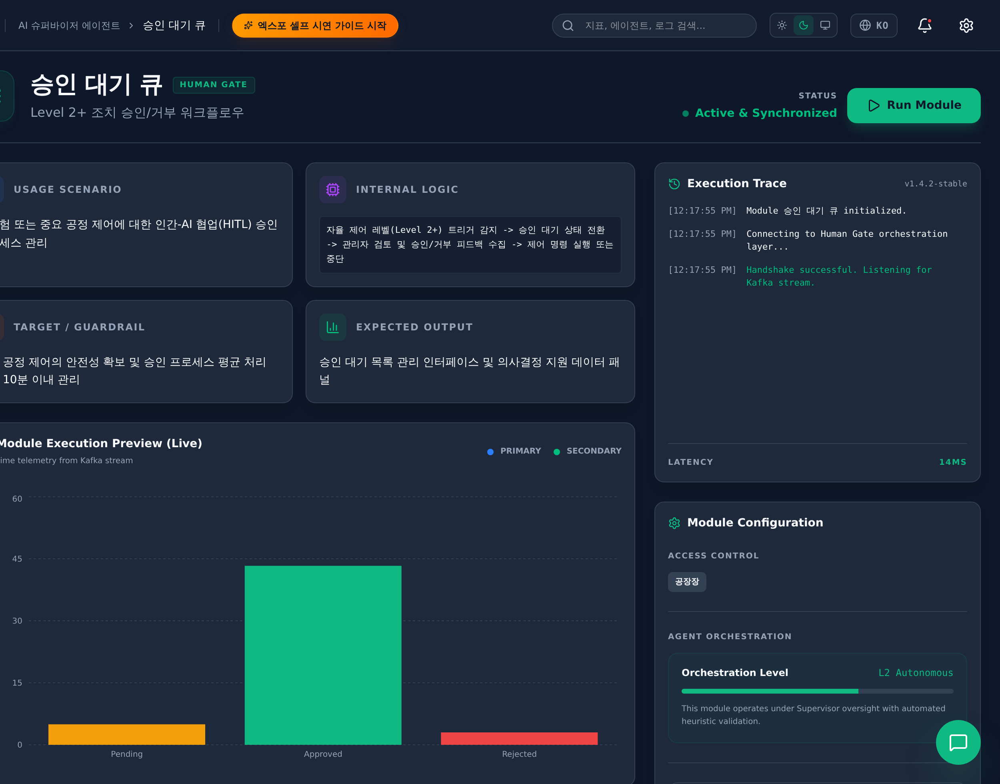 AI 슈퍼바이저 에이전트 > 승인 대기 큐
엑스포 셀프 시연 가이드 시작
지표, 에이전트, 로그 검색...
KO
승인 대기 큐
HUMAN GATE
Level 2+ 조치 승인/거부 워크플로우
STATUS
Active & Synchronized
Run Module
USAGE SCENARIO
험 또는 중요 공정 제어에 대한 인간-AI 협업(HITL) 승인
세스 관리
INTERNAL LOGIC
자율 제어 레벨(Level 2+) 트리거 감지 -> 승인 대기 상태 전환
-> 관리자 검토 및 승인/거부 피드백 수집 -> 제어 명령 실행 또는
중단
TARGET / GUARDRAIL
공정 제어의 안전성 확보 및 승인 프로세스 평균 처리
10분 이내 관리
EXPECTED OUTPUT
승인 대기 목록 관리 인터페이스 및 의사결정 지원 데이터 패
널
Execution Trace
v1.4.2-stable
[12:17:55 PM] Module 승인 대기 큐 initialized.
[12:17:55 PM] Connecting to Human Gate orchestration
layer...
[12:17:55 PM] Handshake successful. Listening for
Kafka stream.
LATENCY
14MS
Module Execution Preview (Live)
ime telemetry from Kafka stream
PRIMARY
SECONDARY
60
45
30
15
0
Pending
Approved
Rejected
Module Configuration
ACCESS CONTROL
공장장
AGENT ORCHESTRATION
Orchestration Level
L2 Autonomous
This module operates under Supervisor oversight with automated
heuristic validation.